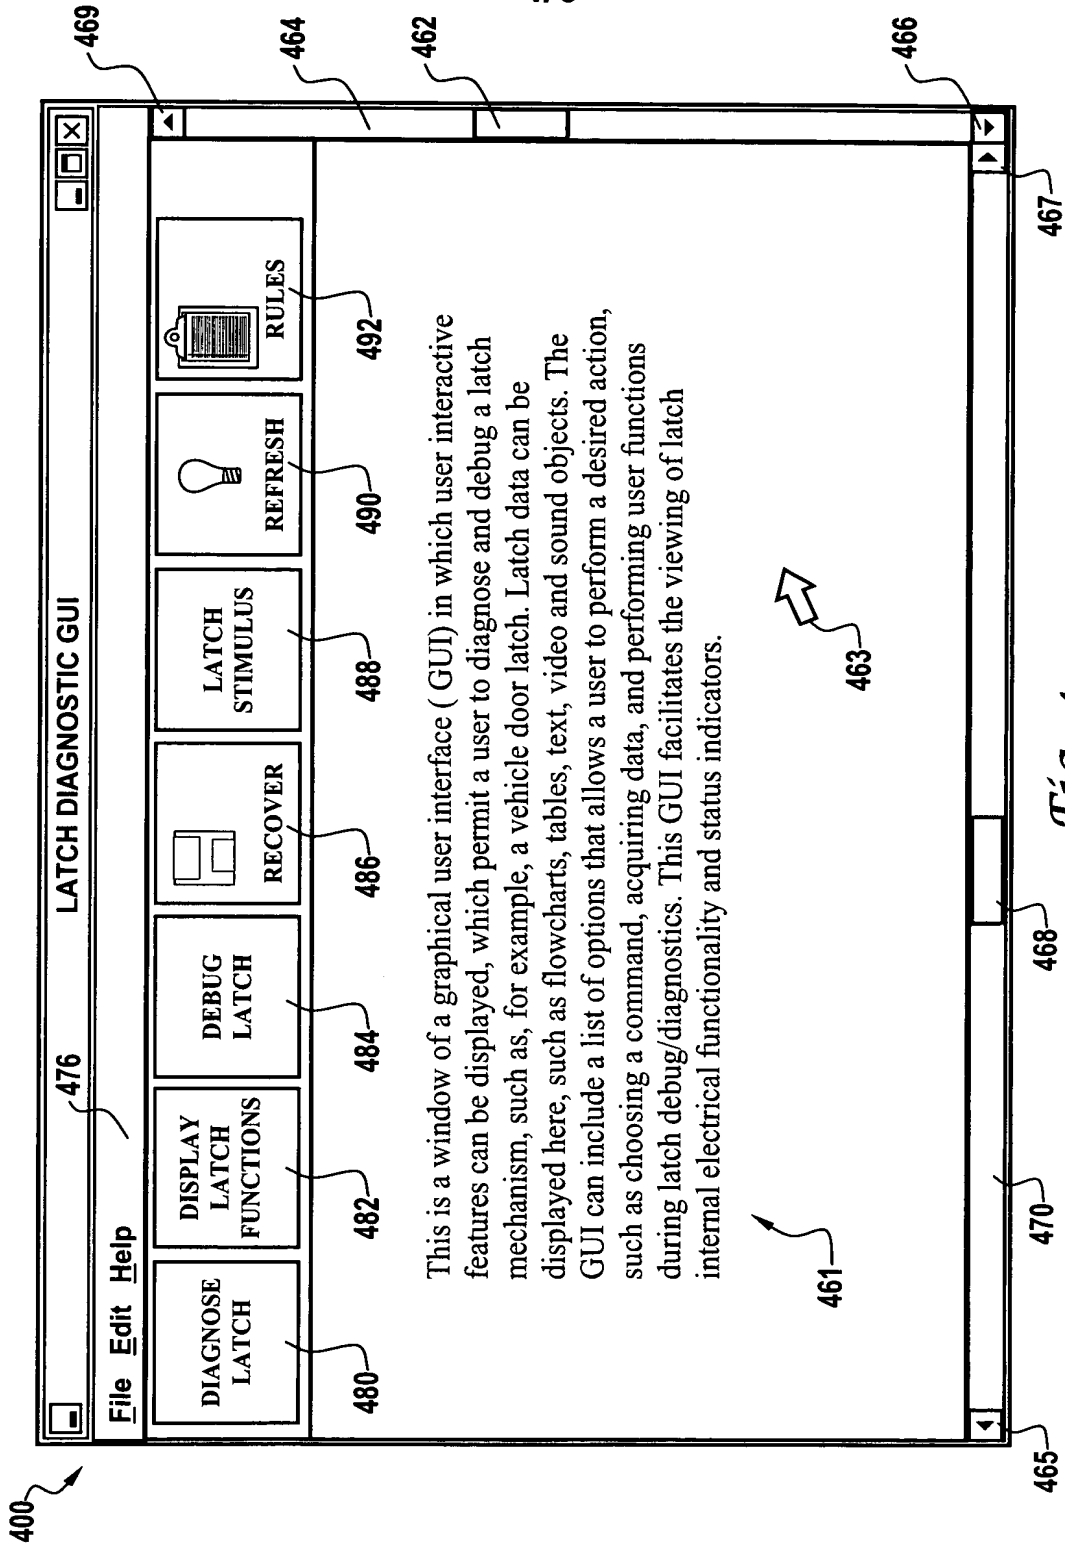 400
LATCH DIAGNOSTIC GUI
476
File Edit Help
469
464
462
466
467
DIAGNOSE
LATCH
DISPLAY
LATCH
FUNCTIONS
DEBUG
LATCH
RECOVER
LATCH
STIMULUS
REFRESH
RULES
480
482
484
486
488
490
492
This is a window of a graphical user interface ( GUI) in which user interactive
features can be displayed, which permit a user to diagnose and debug a latch
mechanism, such as, for example, a vehicle door latch. Latch data can be
displayed here, such as flowcharts, tables, text, video and sound objects. The
GUI can include a list of options that allows a user to perform a desired action,
such as choosing a command, acquiring data, and performing user functions
during latch debug/diagnostics. This GUI facilitates the viewing of latch
internal electrical functionality and status indicators.
461
463
465
470
468